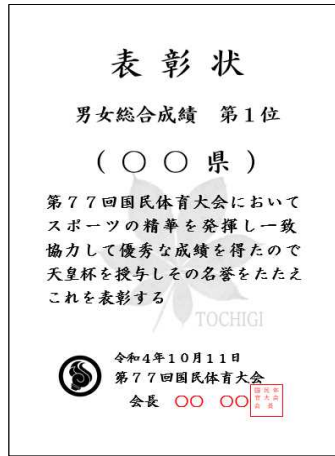 表彰状
男女総合成績　第１位
（○○県）
第７７回国民体育大会において
スポーツの精華を発揮し一致
協力して優秀な成績を得たので
天皇杯を授与しその名誉をたたえ
これを表彰する
TOCHIGI
令和４年１０月１１日
第７７回国民体育大会
会長　○○　○○